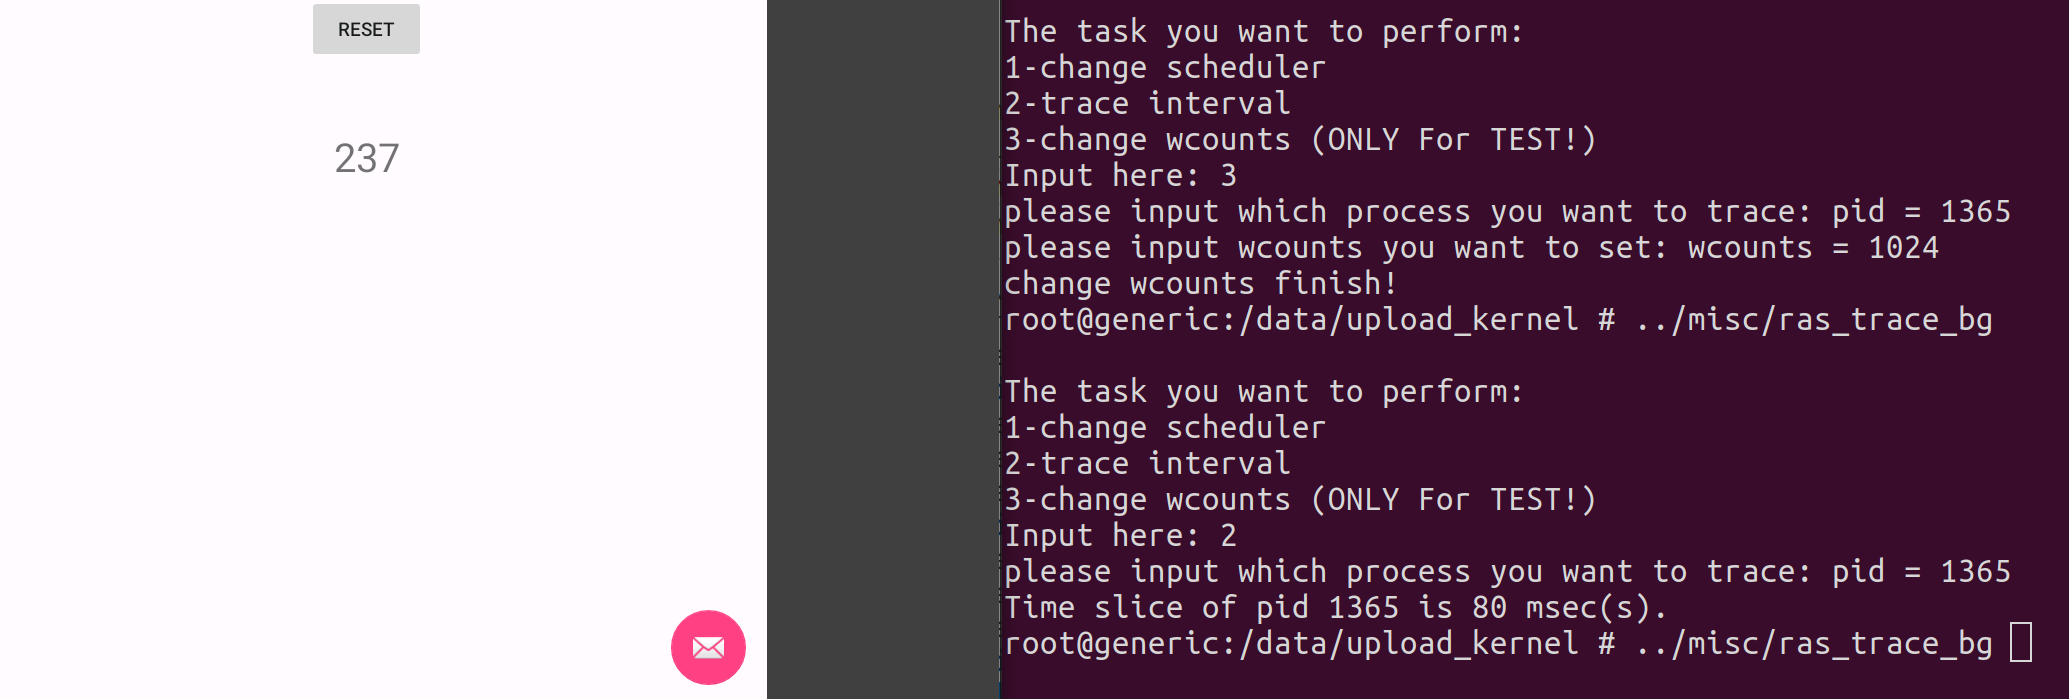 RESET
237
The task you want to perform:
1-change scheduler
2-trace interval
3-change wcounts (ONLY For TEST!)
Input here: 3
please input which process you want to trace: pid = 1365
please input wcounts you want to set: wcounts = 1024
change wcounts finish!
root@generic:/data/upload_kernel # ../misc/ras_trace_bg
The task you want to perform:
1-change scheduler
2-trace interval
3-change wcounts (ONLY For TEST!)
Input here: 2
please input which process you want to trace: pid = 1365
Time slice of pid 1365 is 80 msec(s).
root@generic:/data/upload_kernel # ../misc/ras_trace_bg